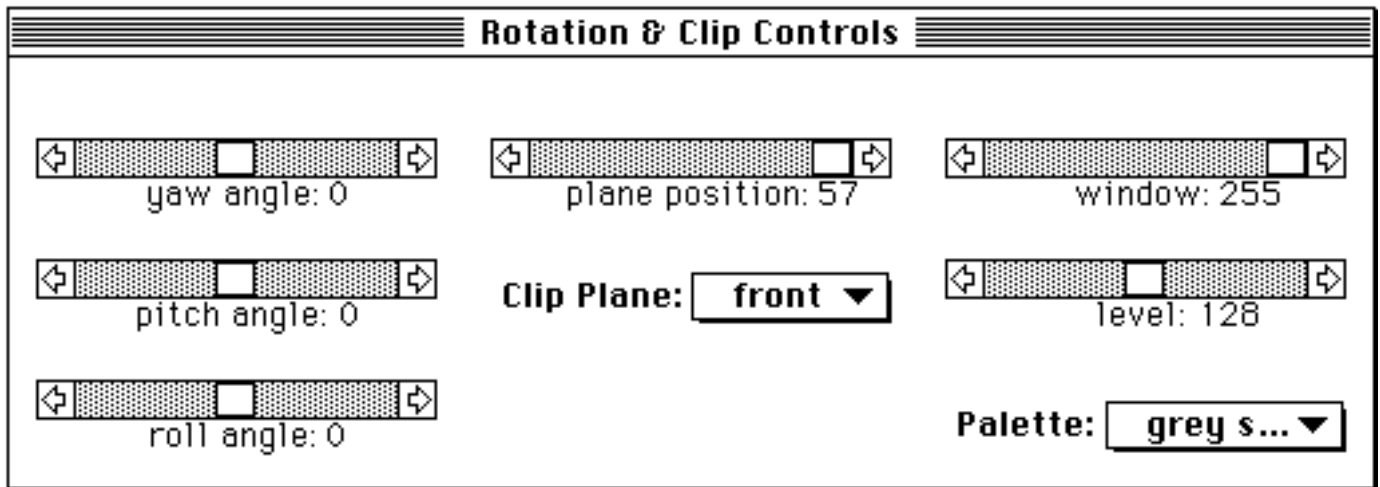 Rotation & Clip Controls
yaw angle: 0
plane position: 57
window: 255
pitch angle: 0
Clip Plane: front
level: 128
roll angle: 0
Palette: grey s...